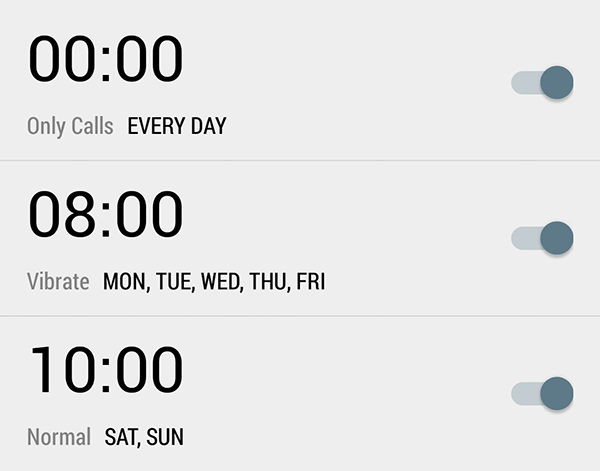 00:00
Only Calls EVERY DAY
08:00
Vibrate MON, TUE, WED, THU, FRI
10:00
Normal SAT, SUN